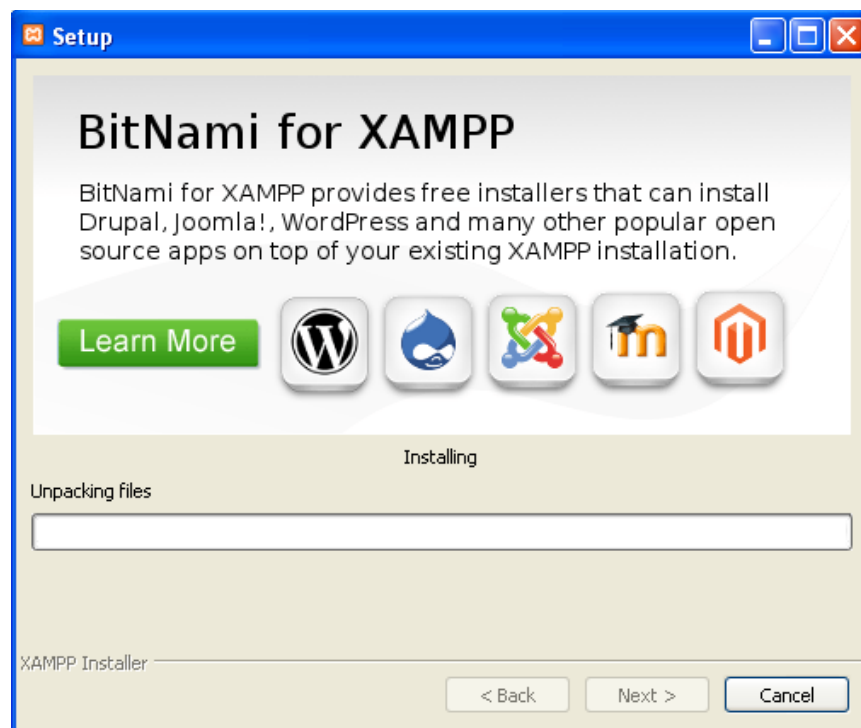 Setup
BitNami for XAMPP
BitNami for XAMPP provides free installers that can install
Drupal, Joomla!, WordPress and many other popular open
source apps on top of your existing XAMPP installation.
Learn More
Installing
Unpacking files
XAMPP Installer
< Back
Next >
Cancel